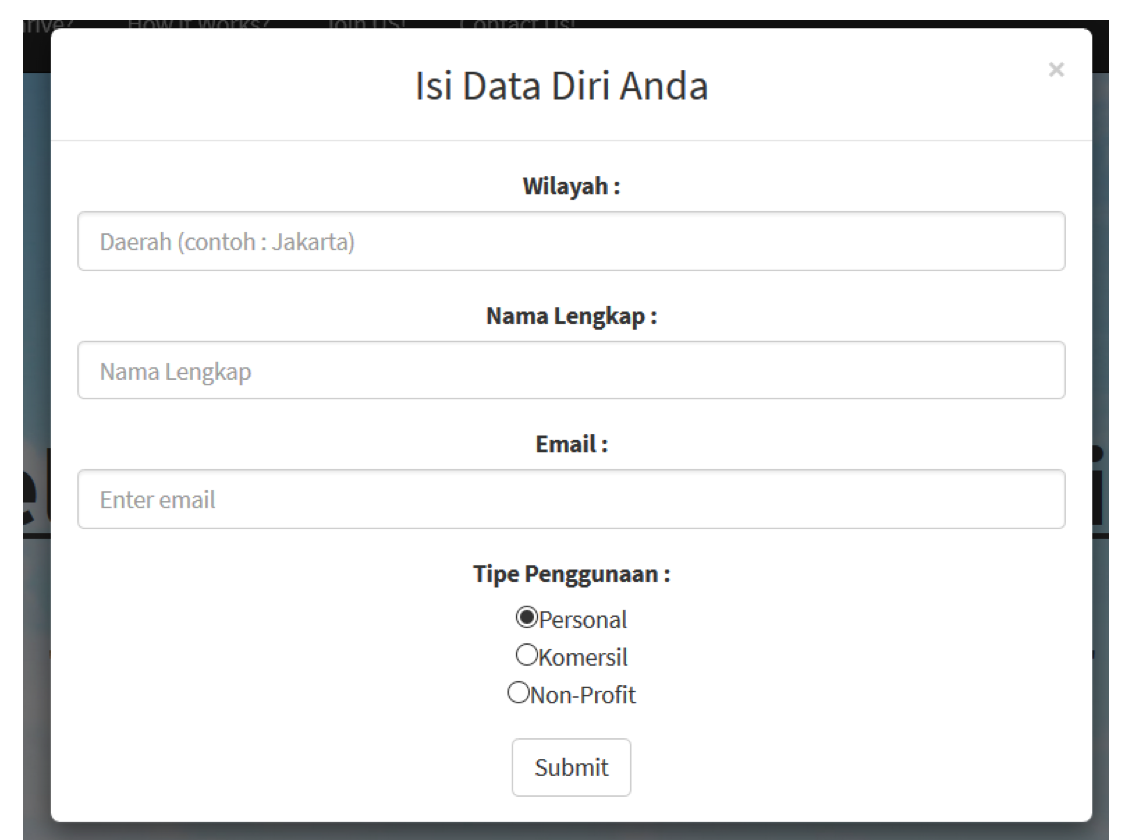 How it Works?
Join US!
Contact Us!
Isi Data Diri Anda
×
Wilayah :
Daerah (contoh : Jakarta)
Nama Lengkap :
Nama Lengkap
Email :
Enter email
Tipe Penggunaan :
Personal
Komersil
Non-Profit
Submit